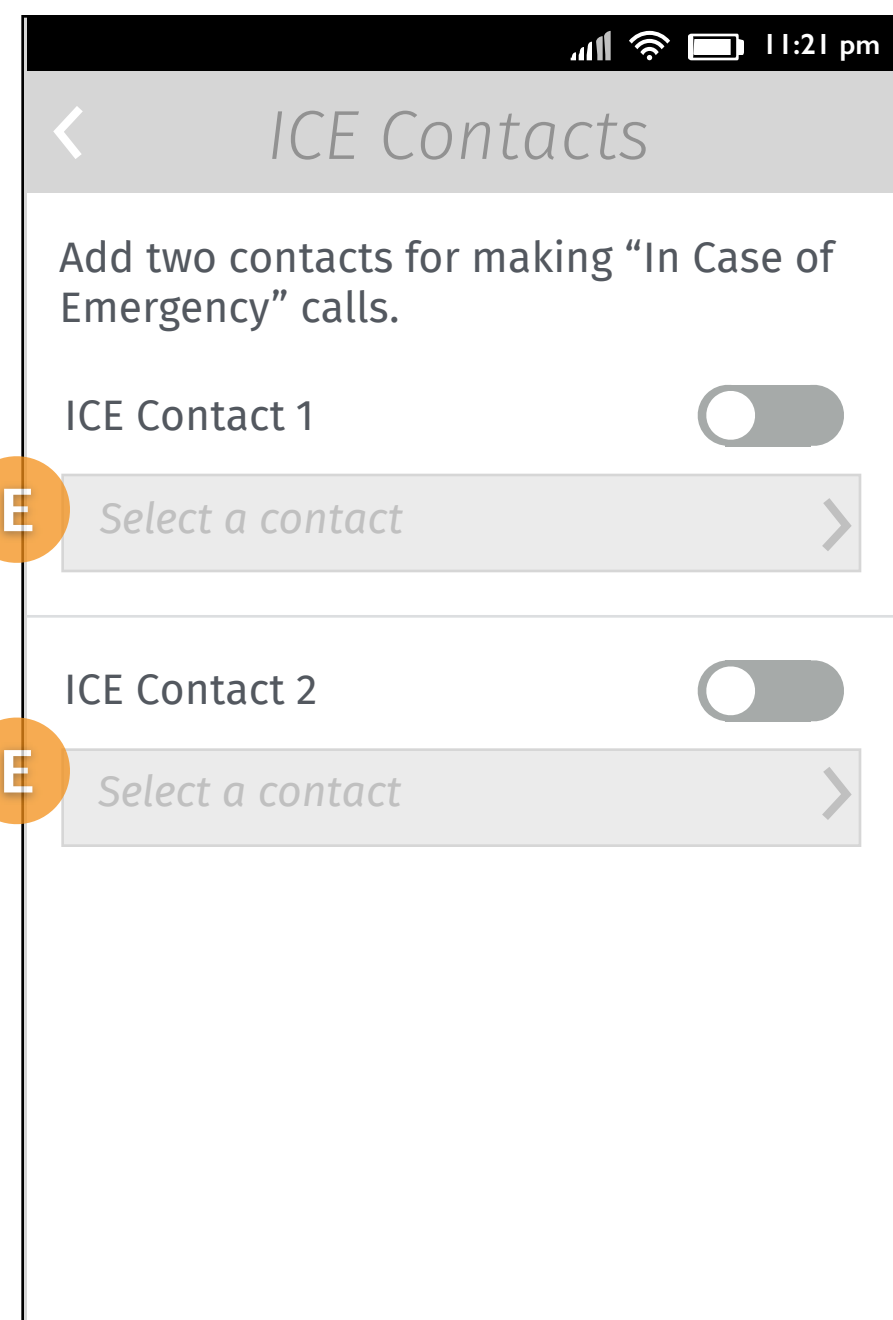 11:21 pm
ICE Contacts
Add two contacts for making “In Case of
Emergency” calls.
ICE Contact 1
E
Select a contact
ICE Contact 2
E
Select a contact